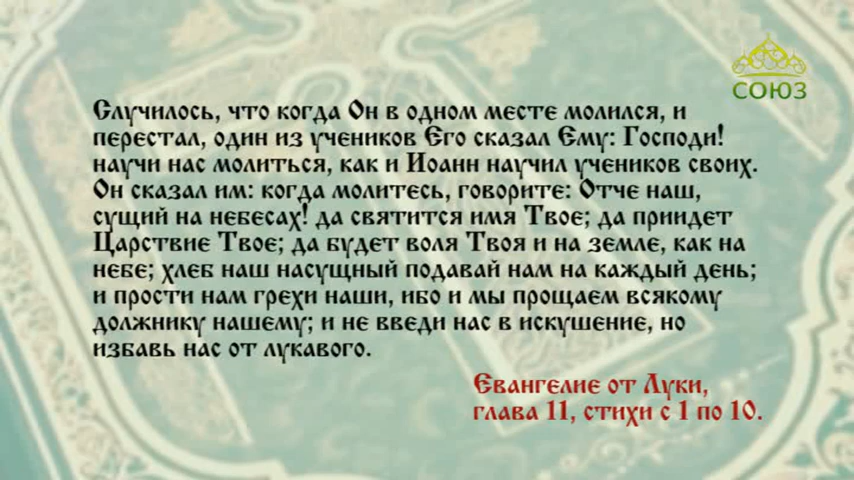 СОЮЗ
Случилось, что когда Он в одном месте молился, и
перестал, один из учеников Его сказал Ему: Господи!
научи нас молиться, как и Иоанн научил учеников своих.
Он сказал им: когда молитесь, говорите: Отче наш,
сущий на небесах! да святится имя Твое; да приидет
Царствие Твое; да будет воля Твоя и на земле, как на
небе; хлеб наш насущный подавай нам на каждый день;
и прости нам грехи наши, ибо и мы прощаем всякому
должнику нашему; и не введи нас в искушение, но
избавь нас от лукавого.
Евангелие от Луки,
глава 11, стихи с 1 по 10.